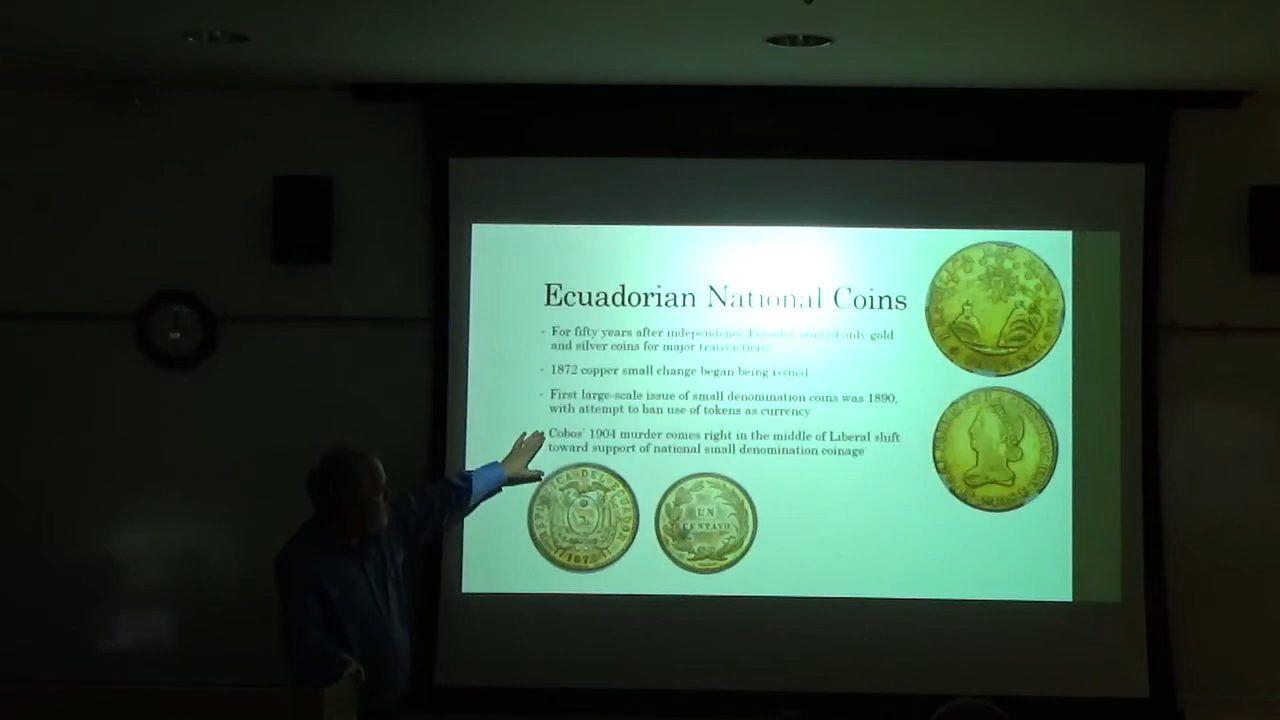 Ecuadorian National Coins
- For fifty years after independence Ecuador minted only gold
and silver coins for major transactions
- 1872 copper small change began being issued
- First large-scale issue of small denomination coins was 1890,
with attempt to ban use of tokens as currency
Cobos' 1904 murder comes right in the middle of Liberal shift
toward support of national small denomination coinage
DEL ECUADOR
UN
CENTAVO